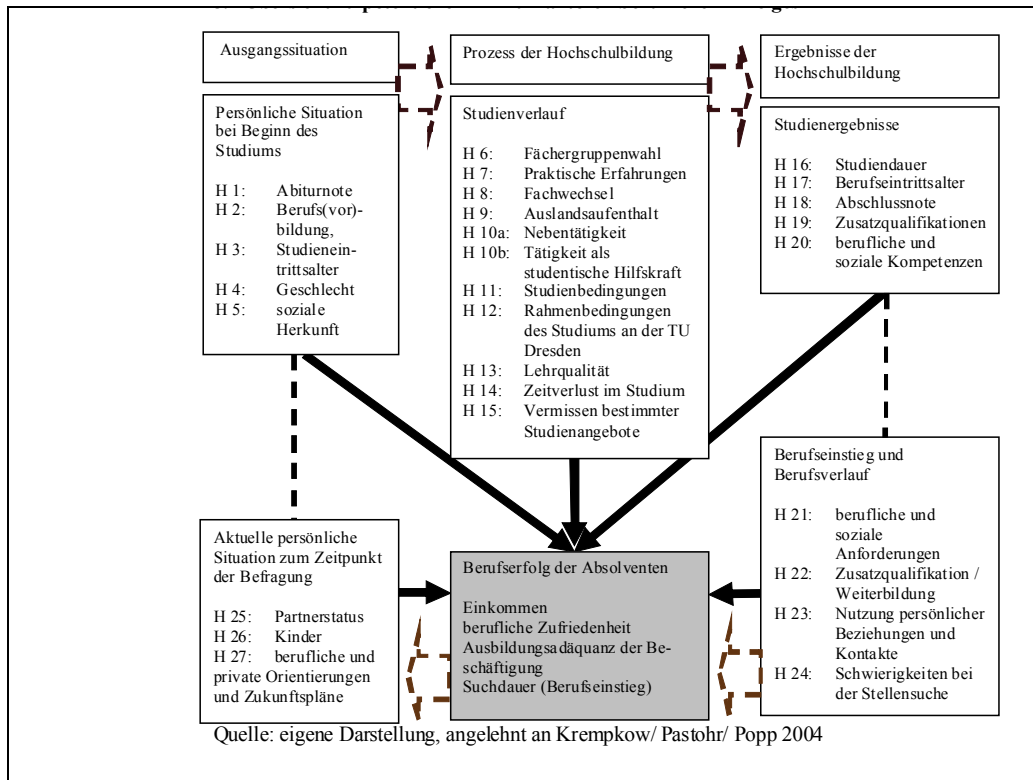 Ausgangssituation
Prozess der Hochschulbildung
Ergebnisse der
Hochschulbildung
Persönliche Situation
bei Beginn des
Studiums
H 1: Abiturnote
H 2: Berufs(vor)-
bildung,
H 3: Studienein-
trittsalter
H 4: Geschlecht
H 5: soziale
Herkunft
Studienverlauf
H 6: Fächergruppenwahl
H 7: Praktische Erfahrungen
H 8: Fachwechsel
H 9: Auslandsaufenthalt
H 10a: Nebentätigkeit
H 10b: Tätigkeit als
studentische Hilfskraft
H 11: Studienbedingungen
H 12: Rahmenbedingungen
des Studiums an der TU
Dresden
H 13: Lehrqualität
H 14: Zeitverlust im Studium
H 15: Vermissen bestimmter
Studienangebote
Studienergebnisse
H 16: Studiendauer
H 17: Berufseintrittsalter
H 18: Abschlussnote
H 19: Zusatzqualifikationen
H 20: berufliche und
soziale Kompetenzen
Aktuelle persönliche
Situation zum Zeitpunkt
der Befragung
H 25: Partnerstatus
H 26: Kinder
H 27: berufliche und
private Orientierungen
und Zukunftspläne
Berufserfolg der Absolventen
Einkommen
berufliche Zufriedenheit
Ausbildungsadäquanz der Be-
schäftigung
Suchdauer (Berufseinstieg)
Berufseinstieg und
Berufsverlauf
H 21: berufliche und
soziale
Anforderungen
H 22: Zusatzqualifikation /
Weiterbildung
H 23: Nutzung persönlicher
Beziehungen und
Kontakte
H 24: Schwierigkeiten bei
der Stellensuche
Quelle: eigene Darstellung, angelehnt an Krempkow/ Pastohr/ Popp 2004